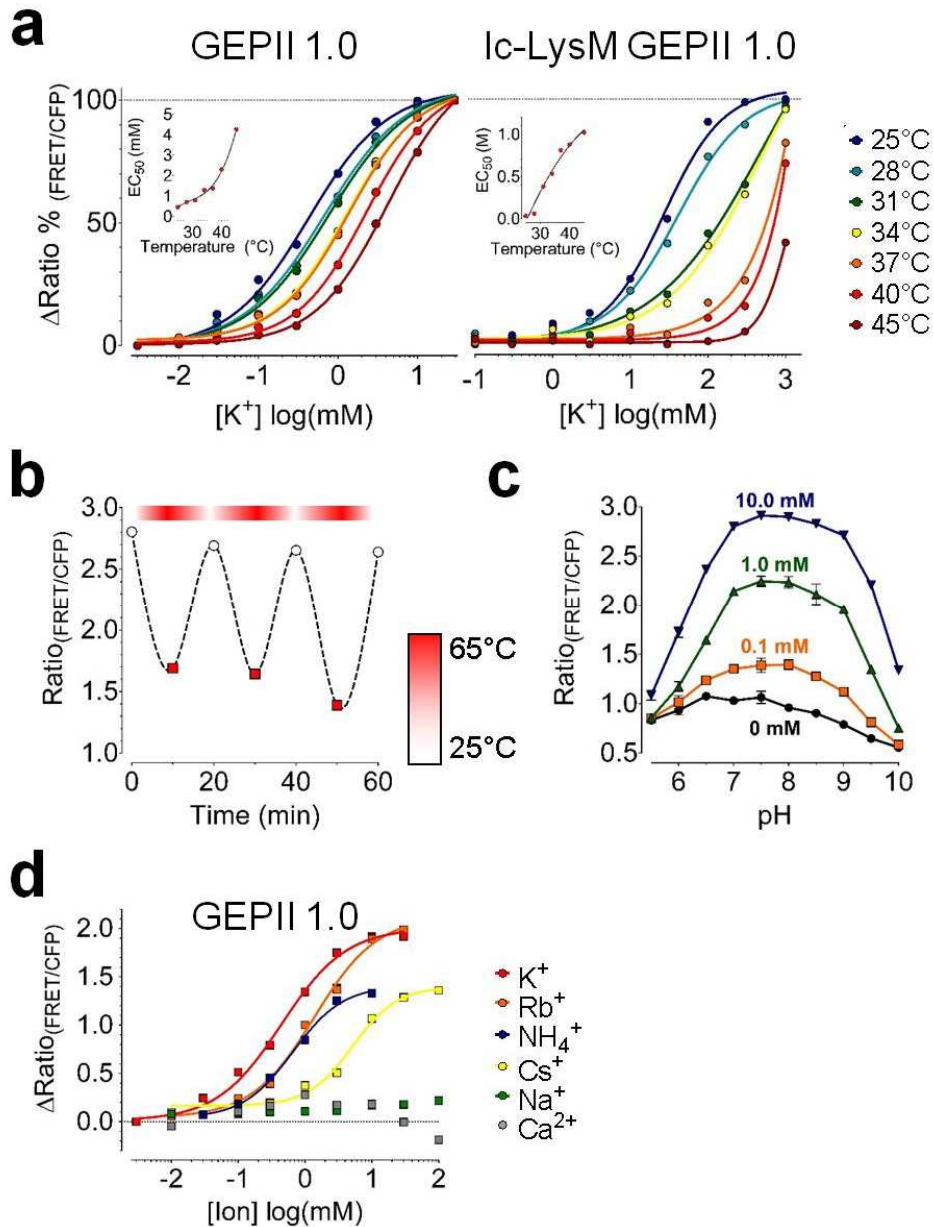 a
GEPII 1.0
lc-LysM GEPII 1.0
ΔRatio % (FRET/CFP)
100
50
0
EC50 (mM)
5
4
3
2
1
0
30 40
Temperature (°C)
-2 -1 0 1
[K+] log(mM)
EC50 (M)
1.0
0.5
0.0
30 40
Temperature (°C)
-1 0 1 2 3
[K+] log(mM)
25°C
28°C
31°C
34°C
37°C
40°C
45°C
b
Ratio(FRET/CFP)
3.0
2.5
2.0
1.5
1.0
0 20 40 60
Time (min)
65°C
25°C
c
Ratio(FRET/CFP)
3.0
2.5
2.0
1.5
1.0
0.5
10.0 mM
1.0 mM
0.1 mM
0 mM
6 7 8 9 10
pH
d
GEPII 1.0
ΔRatio(FRET/CFP)
2.0
1.5
1.0
0.5
0.0
-2 -1 0 1 2
[Ion] log(mM)
K+
Rb+
NH4+
Cs+
Na+
Ca2+